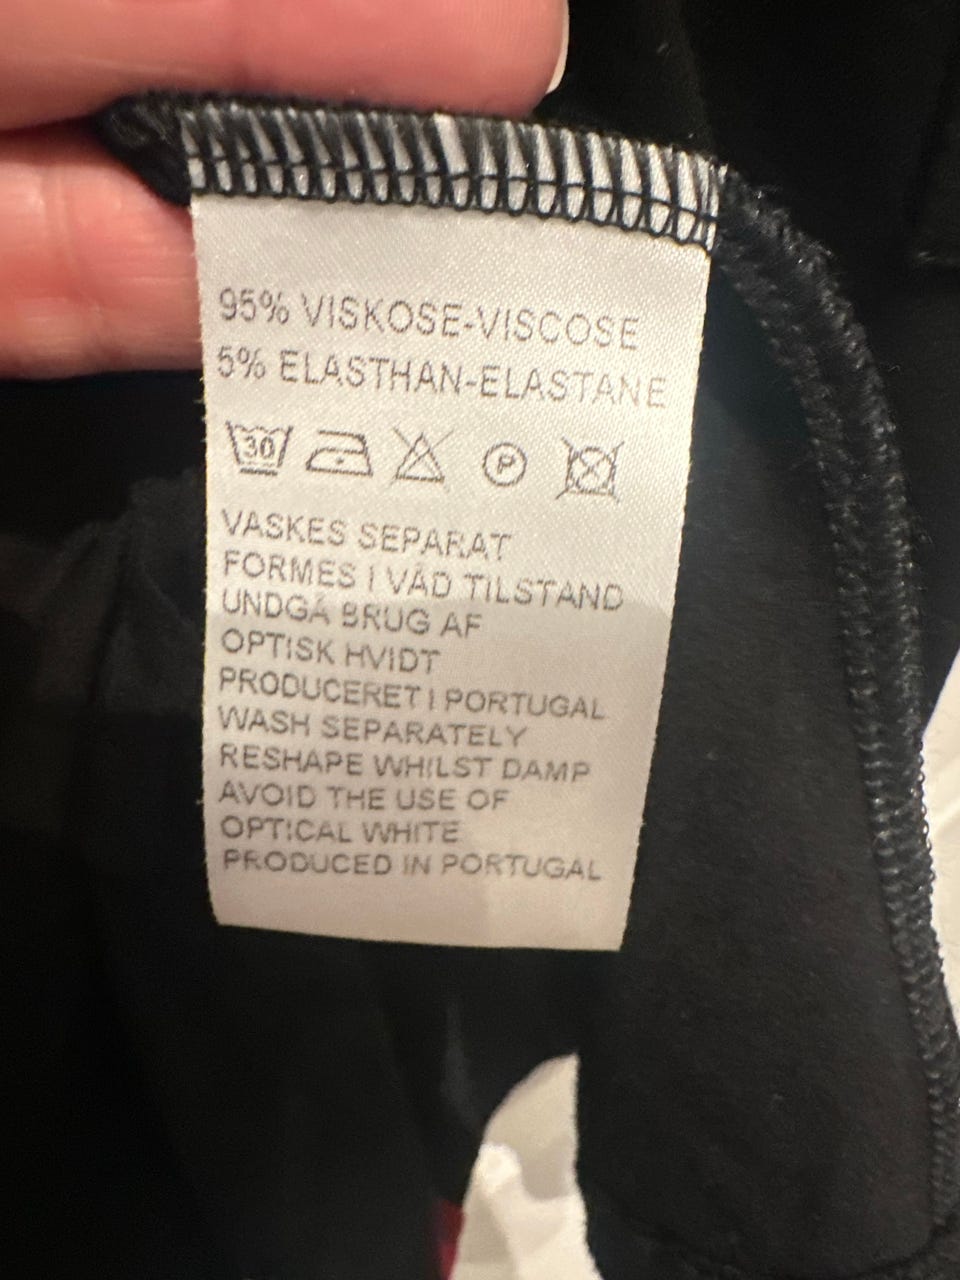 95% VISKOSE-VISCOSE
5% ELASTHAN-ELASTANE
30 P
VASKES SEPARAT
FORMES I VÅD TILSTAND
UNDGÅ BRUG AF
OPTISK HVIDT
PRODUCERET I PORTUGAL
WASH SEPARATELY
RESHAPE WHILST DAMP
AVOID THE USE OF
OPTICAL WHITE
PRODUCED IN PORTUGAL